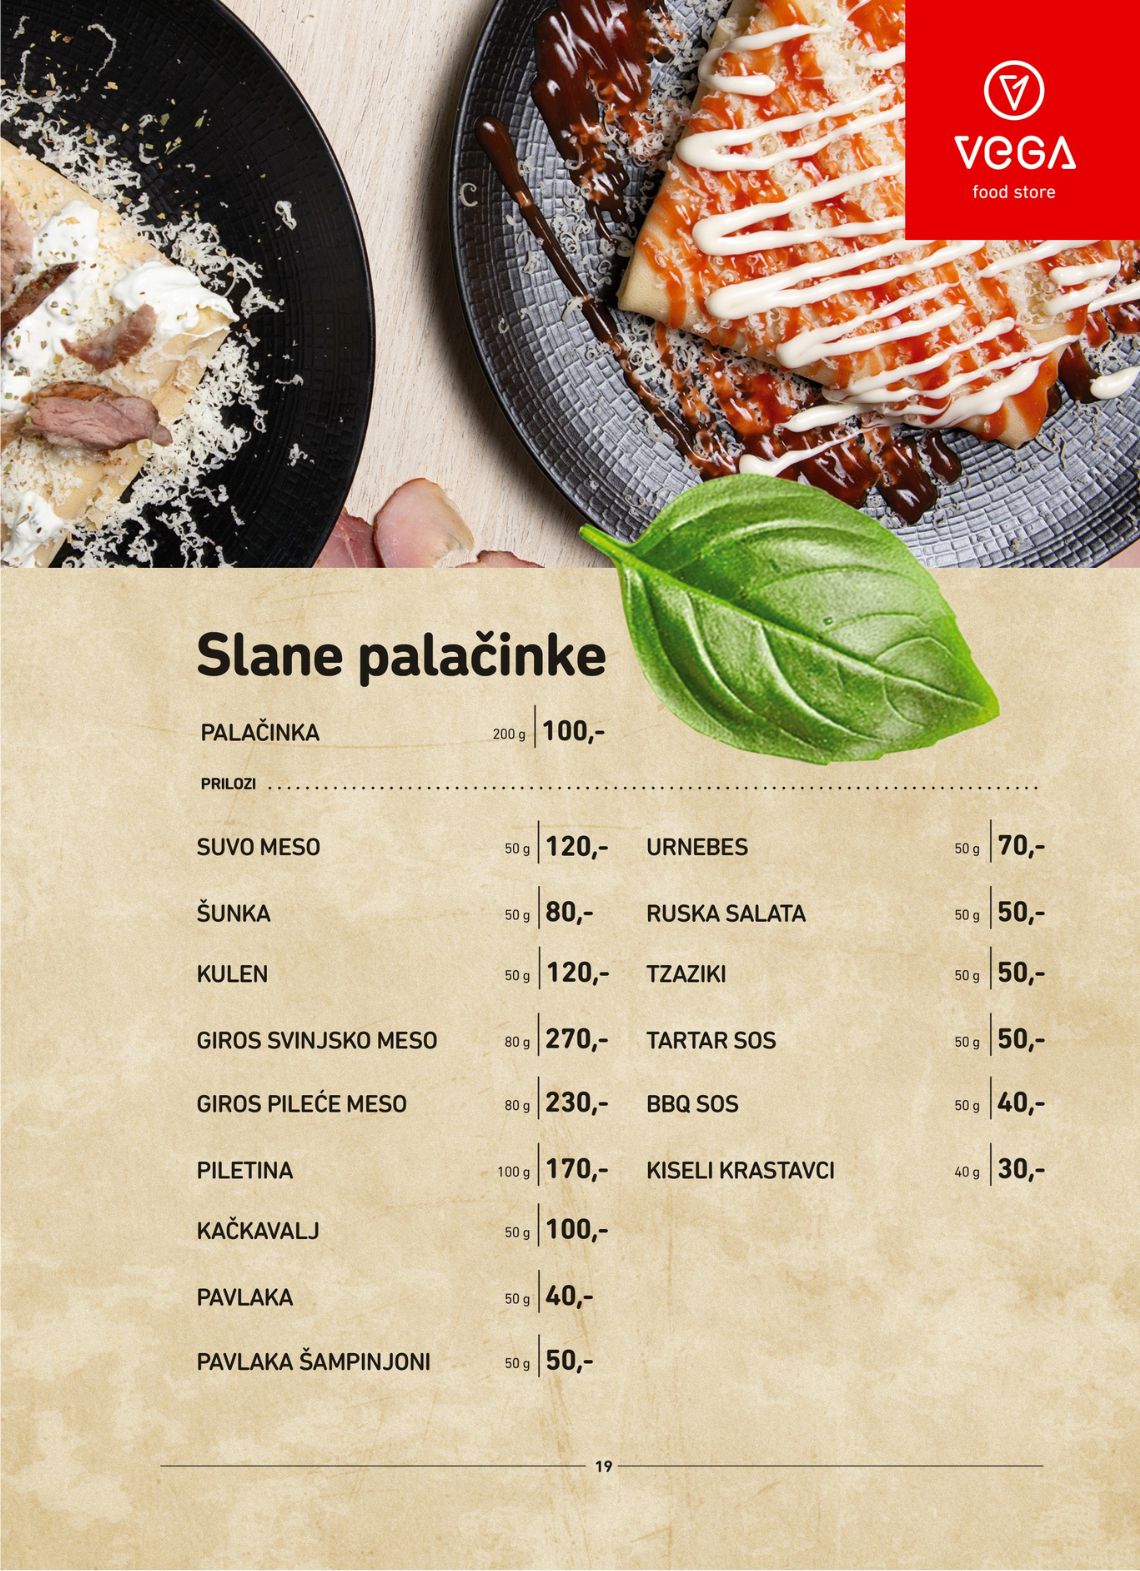 VEGA
food store
Slane palačinke
PALAČINKA 200 g 100,-
PRILOZI
SUVO MESO 50 g 120,-
ŠUNKA 50 g 80,-
KULEN 50 g 120,-
GIROS SVINJSKO MESO 80 g 270,-
GIROS PILEĆE MESO 80 g 230,-
PILETINA 100 g 170,-
KAČKAVALJ 50 g 100,-
PAVLAKA 50 g 40,-
PAVLAKA ŠAMPINJONI 50 g 50,-
URNEBES 50 g 70,-
RUSKA SALATA 50 g 50,-
TZAZIKI 50 g 50,-
TARTAR SOS 50 g 50,-
BBQ SOS 50 g 40,-
KISELI KRASTAVCI 40 g 30,-
19